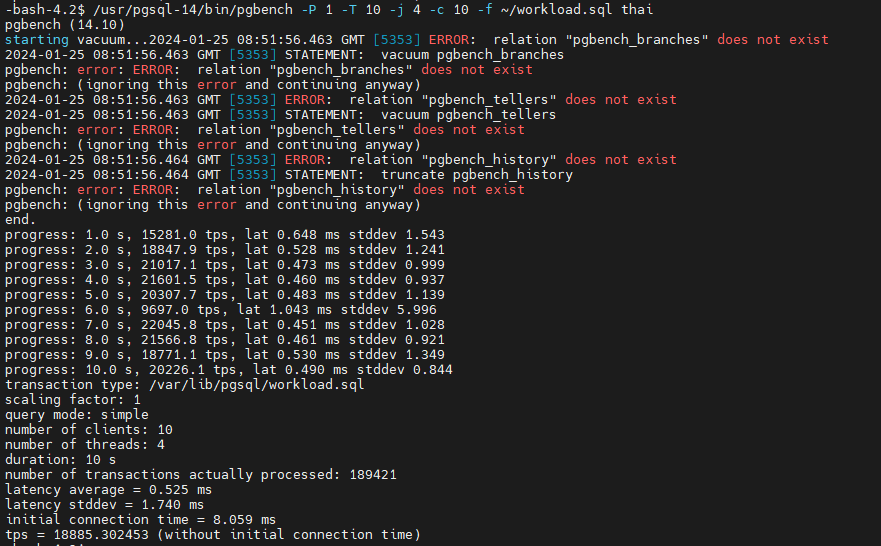 -bash-4.2$ /usr/pgsql-14/bin/pgbench -P 1 -T 10 -j 4 -c 10 -f ~/workload.sql thai
pgbench (14.10)
starting vacuum...2024-01-25 08:51:56.463 GMT [5353] ERROR:  relation "pgbench_branches" does not exist
2024-01-25 08:51:56.463 GMT [5353] STATEMENT:  vacuum pgbench_branches
pgbench: error: ERROR:  relation "pgbench_branches" does not exist
pgbench: (ignoring this error and continuing anyway)
2024-01-25 08:51:56.463 GMT [5353] ERROR:  relation "pgbench_tellers" does not exist
2024-01-25 08:51:56.463 GMT [5353] STATEMENT:  vacuum pgbench_tellers
pgbench: error: ERROR:  relation "pgbench_tellers" does not exist
pgbench: (ignoring this error and continuing anyway)
2024-01-25 08:51:56.464 GMT [5353] ERROR:  relation "pgbench_history" does not exist
2024-01-25 08:51:56.464 GMT [5353] STATEMENT:  truncate pgbench_history
pgbench: error: ERROR:  relation "pgbench_history" does not exist
pgbench: (ignoring this error and continuing anyway)
end.
progress: 1.0 s, 15281.0 tps, lat 0.648 ms stddev 1.543
progress: 2.0 s, 18847.9 tps, lat 0.528 ms stddev 1.241
progress: 3.0 s, 21017.1 tps, lat 0.473 ms stddev 0.999
progress: 4.0 s, 21601.5 tps, lat 0.460 ms stddev 0.937
progress: 5.0 s, 20307.7 tps, lat 0.483 ms stddev 1.139
progress: 6.0 s, 9697.0 tps, lat 1.043 ms stddev 5.996
progress: 7.0 s, 22045.8 tps, lat 0.451 ms stddev 1.028
progress: 8.0 s, 21566.8 tps, lat 0.461 ms stddev 0.921
progress: 9.0 s, 18771.1 tps, lat 0.530 ms stddev 1.349
progress: 10.0 s, 20226.1 tps, lat 0.490 ms stddev 0.844
transaction type: /var/lib/pgsql/workload.sql
scaling factor: 1
query mode: simple
number of clients: 10
number of threads: 4
duration: 10 s
number of transactions actually processed: 189421
latency average = 0.525 ms
latency stddev = 1.740 ms
initial connection time = 8.059 ms
tps = 18885.302453 (without initial connection time)